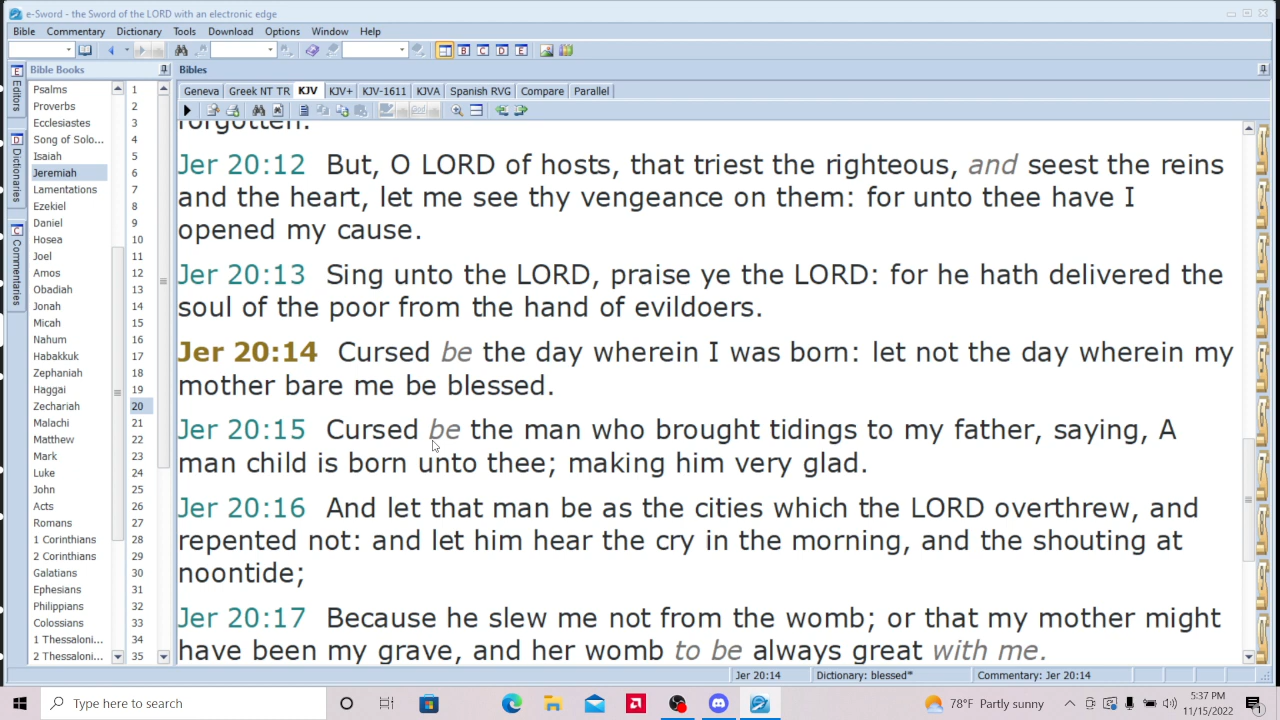 e-Sword - the Sword of the LORD with an electronic edge
Bible Commentary Dictionary Tools Download Options Window Help
Bible Books
Bibles
Editors
Dictionaries
Commentaries
Psalms 1
Proverbs 2
Ecclesiastes 3
Song of Solo... 4
Isaiah 5
Jeremiah 6
Lamentations 7
Ezekiel 8
Daniel 9
Hosea 10
Joel 11
Amos 12
Obadiah 13
Jonah 14
Micah 15
Nahum 16
Habakkuk 17
Zephaniah 18
Haggai 19
Zechariah 20
Malachi 21
Matthew 22
Mark 23
Luke 24
John 25
Acts 26
Romans 27
1 Corinthians 28
2 Corinthians 29
Galatians 30
Ephesians 31
Philippians 32
Colossians 33
1 Thessaloni... 34
2 Thessaloni... 35
Geneva Greek NT TR KJV KJV+ KJV-1611 KJVA Spanish RVG Compare Parallel
forgotten.
Jer 20:12 But, O LORD of hosts, that triest the righteous, and seest the reins
and the heart, let me see thy vengeance on them: for unto thee have I
opened my cause.
Jer 20:13 Sing unto the LORD, praise ye the LORD: for he hath delivered the
soul of the poor from the hand of evildoers.
Jer 20:14 Cursed be the day wherein I was born: let not the day wherein my
mother bare me be blessed.
Jer 20:15 Cursed be the man who brought tidings to my father, saying, A
man child is born unto thee; making him very glad.
Jer 20:16 And let that man be as the cities which the LORD overthrew, and
repented not: and let him hear the cry in the morning, and the shouting at
noontide;
Jer 20:17 Because he slew me not from the womb; or that my mother might
have been my grave, and her womb to be always great with me.
Jer 20:14 Dictionary: blessed* Commentary: Jer 20:14
Type here to search
78°F Partly sunny
5:37 PM
11/15/2022